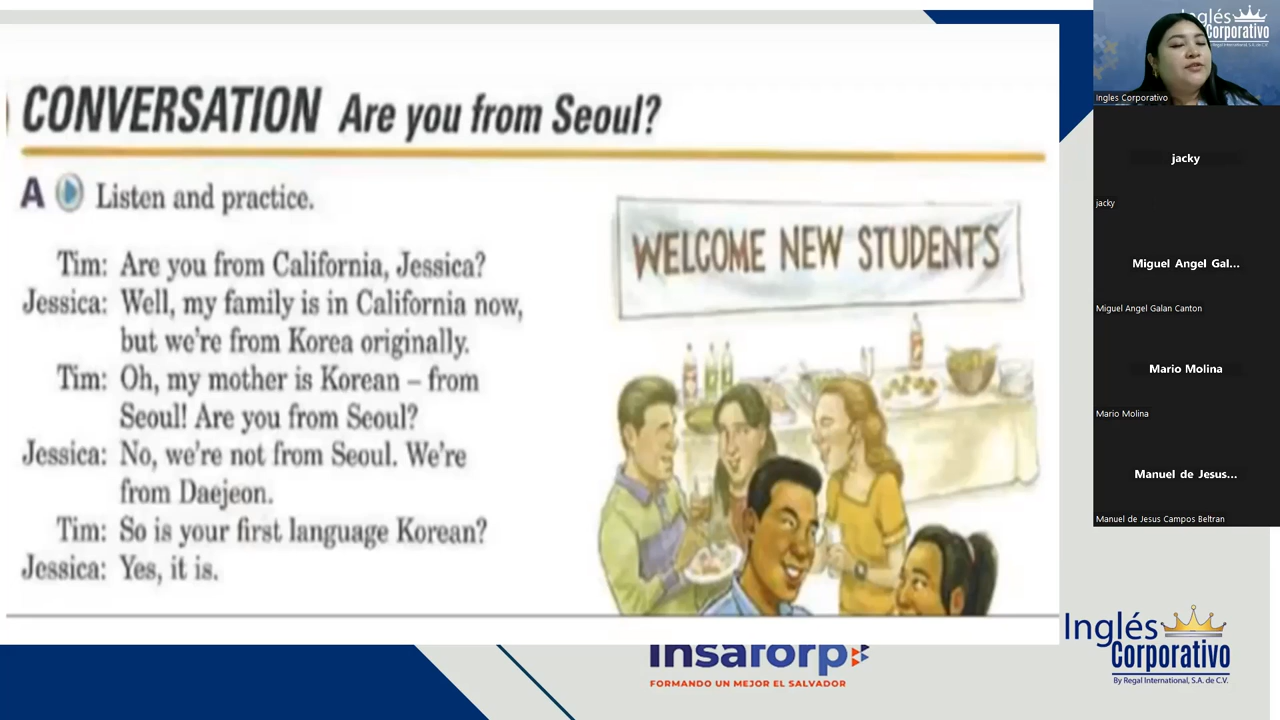 CONVERSATION Are you from Seoul?
A Listen and practice.
Tim: Are you from California, Jessica?
Jessica: Well, my family is in California now,
but we're from Korea originally.
Tim: Oh, my mother is Korean – from
Seoul! Are you from Seoul?
Jessica: No, we're not from Seoul. We're
from Daejeon.
Tim: So is your first language Korean?
Jessica: Yes, it is.
WELCOME NEW STUDENTS
insaforp
FORMANDO UN MEJOR EL SALVADOR
Inglés
Corporativo
By Regal International, S.A. de C.V.
Inglés
Corporativo
By Regal International, S.A. de C.V.
Ingles Corporativo
jacky
jacky
Miguel Angel Gal...
Miguel Angel Galan Canton
Mario Molina
Mario Molina
Manuel de Jesus...
Manuel de Jesus Campos Beltran